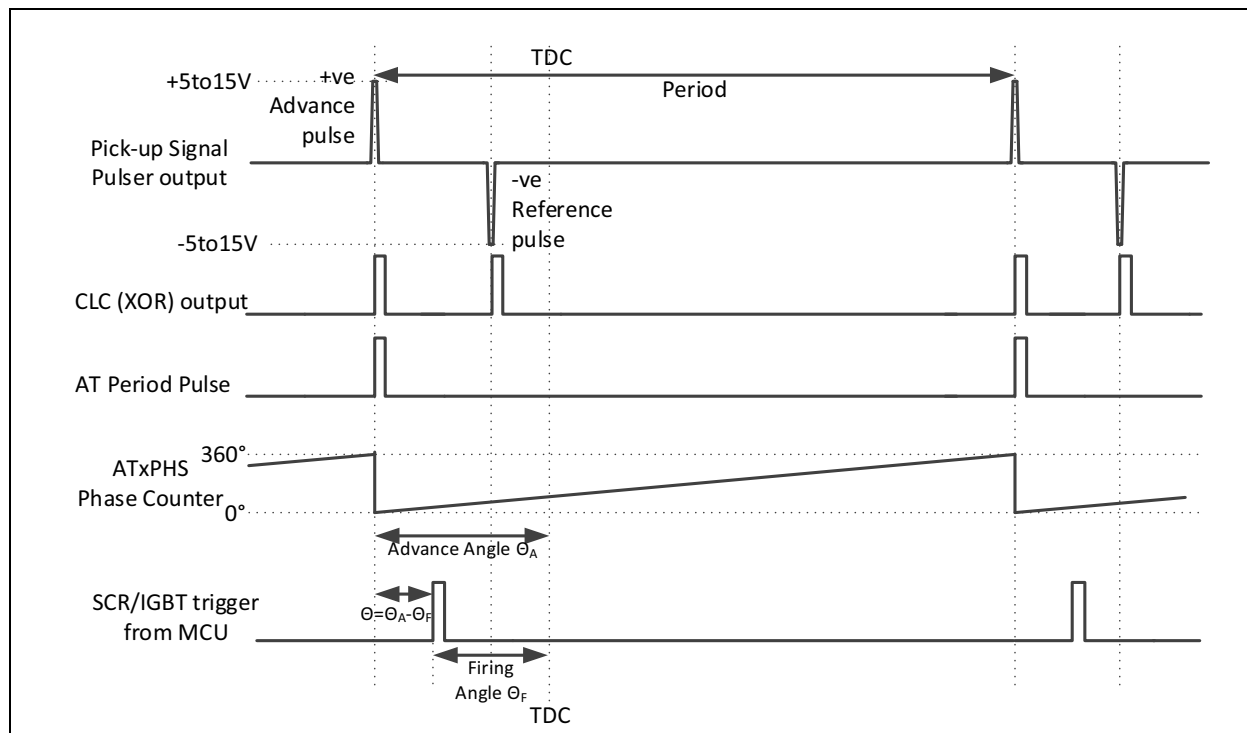 TDC
+5to15V
+ve
Advance
pulse
Period
Pick-up Signal
Pulser output
-ve
Reference
pulse
-5to15V
CLC (XOR) output
AT Period Pulse
360°
ATxPHS
Phase Counter
0°
Advance Angle ΘA
SCR/IGBT trigger
from MCU
Θ=ΘA-ΘF
Firing
Angle ΘF
TDC